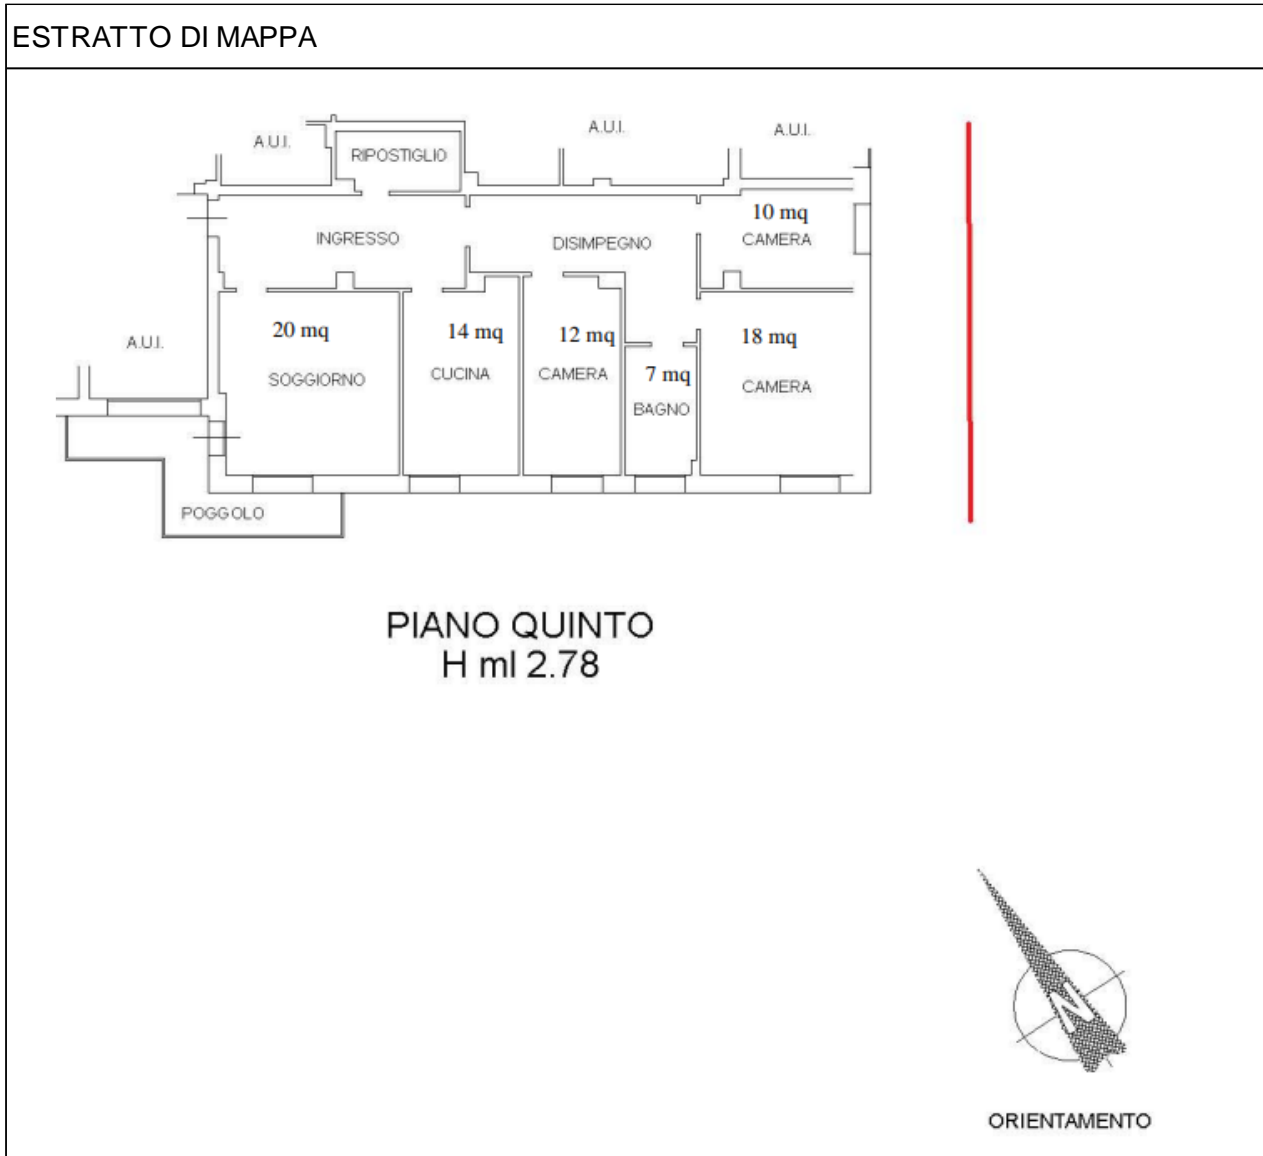 ESTRATTO DI MAPPA
A.U.I.
A.U.I.
A.U.I.
RIPOSTIGLIO
10 mq
CAMERA
INGRESSO
DISIMPEGNO
A.U.I.
20 mq
SOGGIORNO
14 mq
CUCINA
12 mq
CAMERA
7 mq
BAGNO
18 mq
CAMERA
POGGOLO
PIANO QUINTO
H ml 2.78
N
ORIENTAMENTO